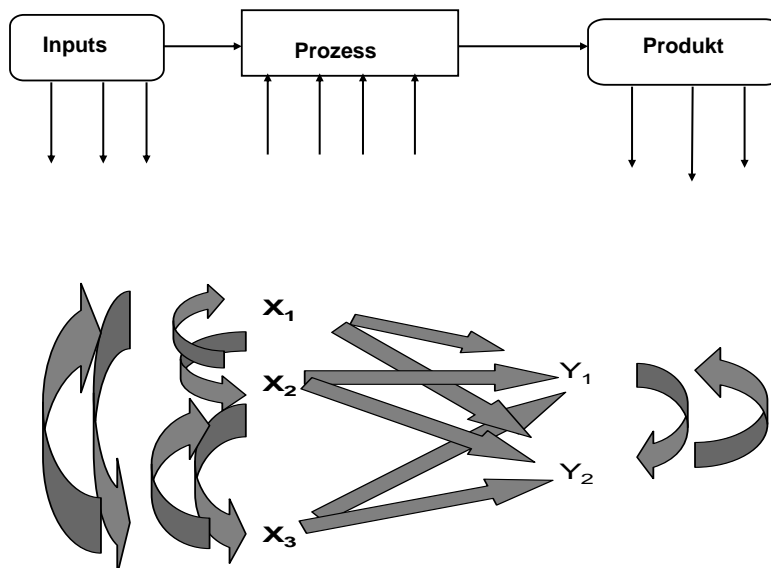 Inputs
Prozess
Produkt
X₁
X₂
Y₁
Y₂
X₃